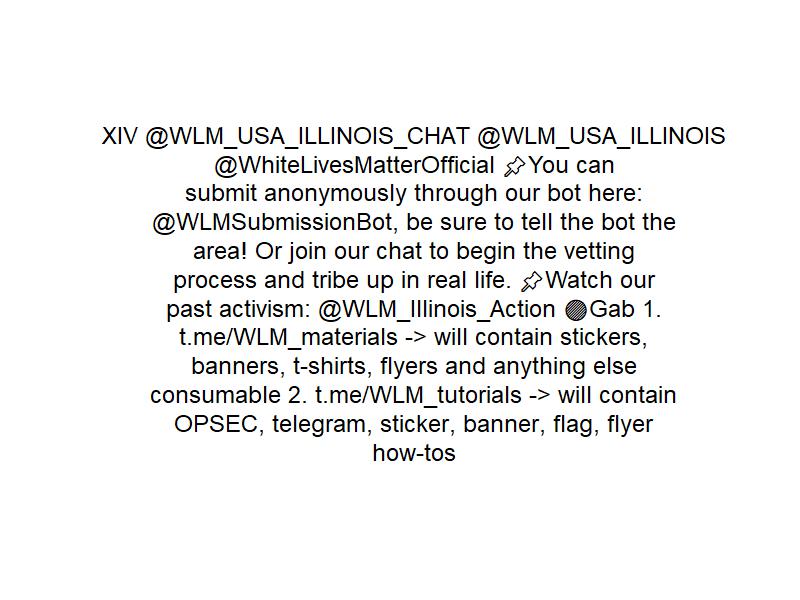 XIV @WLM_USA_ILLINOIS_CHAT @WLM_USA_ILLINOIS
@WhiteLivesMatterOfficial 📌You can
submit anonymously through our bot here:
@WLMSubmissionBot, be sure to tell the bot the
area! Or join our chat to begin the vetting
process and tribe up in real life. 📌Watch our
past activism: @WLM_Illinois_Action 🟣Gab 1.
t.me/WLM_materials -> will contain stickers,
banners, t-shirts, flyers and anything else
consumable 2. t.me/WLM_tutorials -> will contain
OPSEC, telegram, sticker, banner, flag, flyer
how-tos